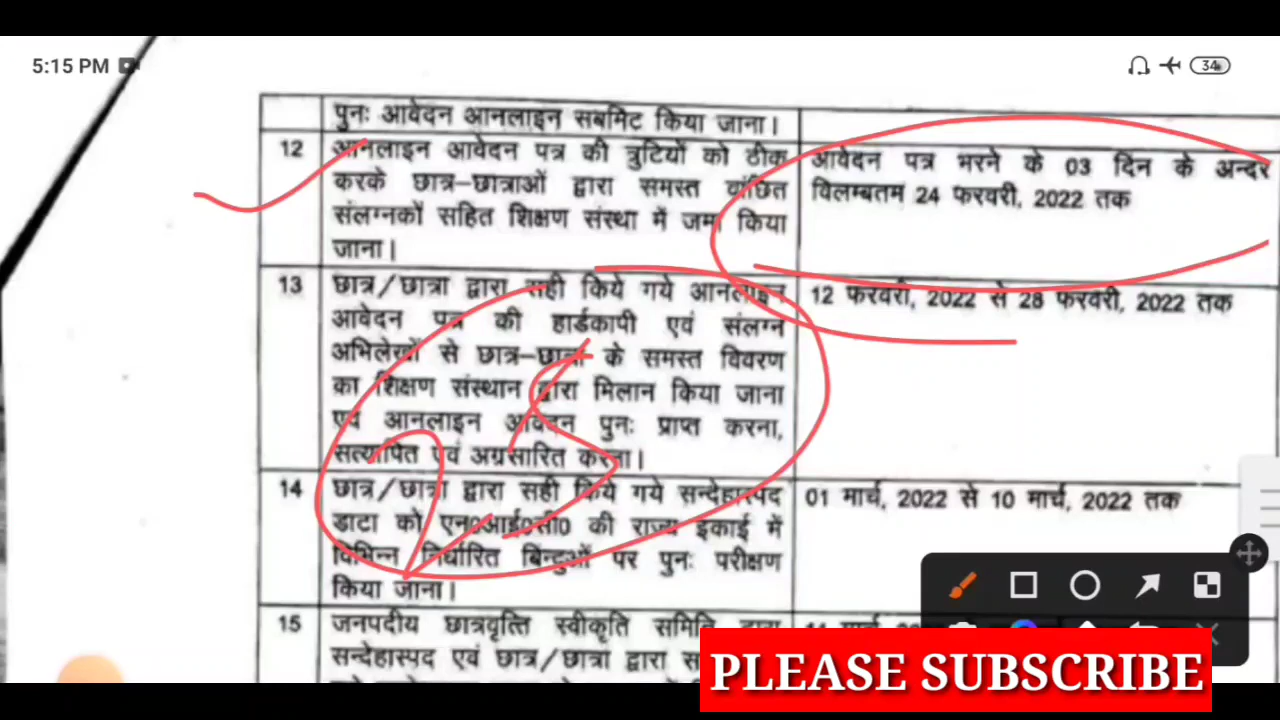 5:15 PM
34
पुनः आवेदन आनलाइन सबमिट किया जाना।
12 आनलाइन आवेदन पत्र की त्रुटियों को ठीक
आवेदन पत्र भरने के 03 दिन के अन्दर
करके छात्र-छात्राओं द्वारा समस्त वांछित
विलम्बतम 24 फरवरी, 2022 तक
संलग्नकों सहित शिक्षण संस्था में जमा किया
जाना।
13 छात्र/छात्रा द्वारा सही किये गये आनलाइन
12 फरवरी, 2022 से 28 फरवरी, 2022 तक
आवेदन पत्र की हार्डकापी एवं संलग्न
अभिलेखों से छात्र-छात्रा के समस्त विवरण
का शिक्षण संस्थान द्वारा मिलान किया जाना
एवं आनलाइन आवेदन पुनः प्राप्त करना,
सत्यापित एवं अग्रसारित करना।
14 छात्र/छात्रा द्वारा सही किये गये सन्देहास्पद
01 मार्च, 2022 से 10 मार्च, 2022 तक
डाटा को एन0आई0सी0 की राज्य इकाई में
विभिन्न निर्धारित बिन्दुओं पर पुनः परीक्षण
किया जाना।
15 जनपदीय छात्रवृत्ति स्वीकृति समिति द्वारा
सन्देहास्पद एवं छात्र/छात्रा द्वारा
PLEASE SUBSCRIBE